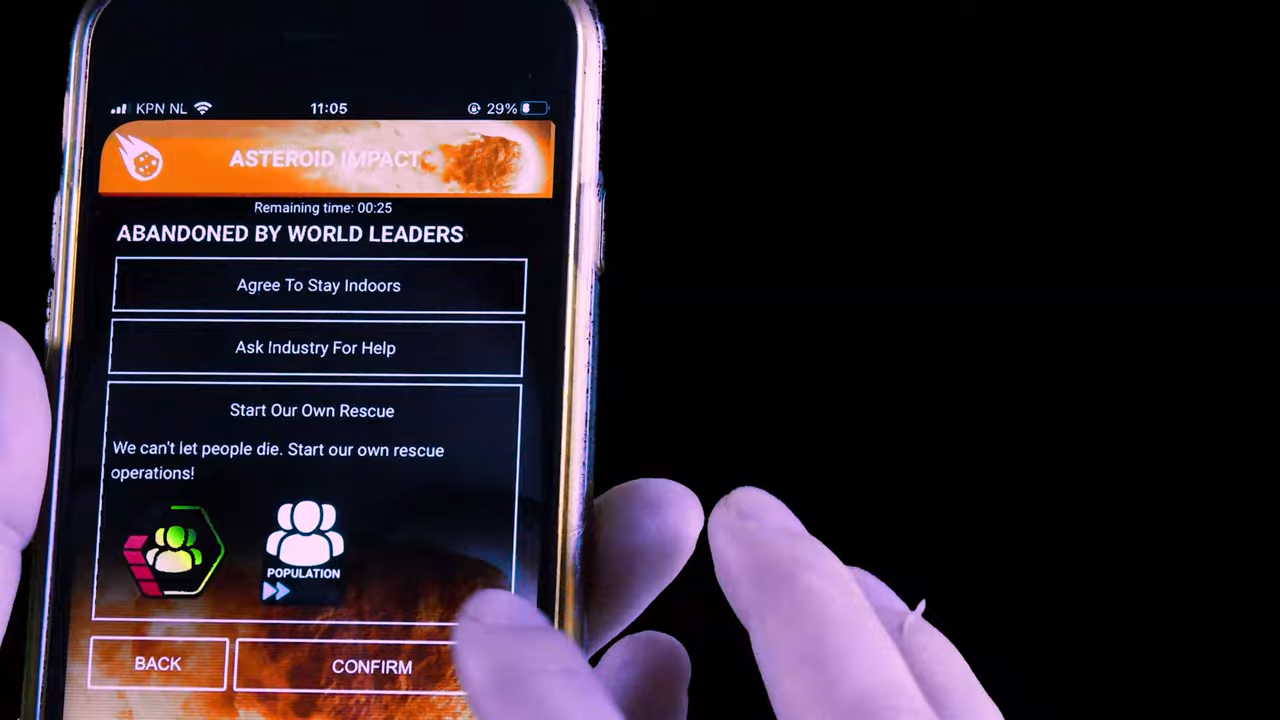 KPN NL 11:05 29%
ASTEROID IMPACT
Remaining time: 00:25
ABANDONED BY WORLD LEADERS
Agree To Stay Indoors
Ask Industry For Help
Start Our Own Rescue
We can't let people die. Start our own rescue
operations!
POPULATION
BACK CONFIRM